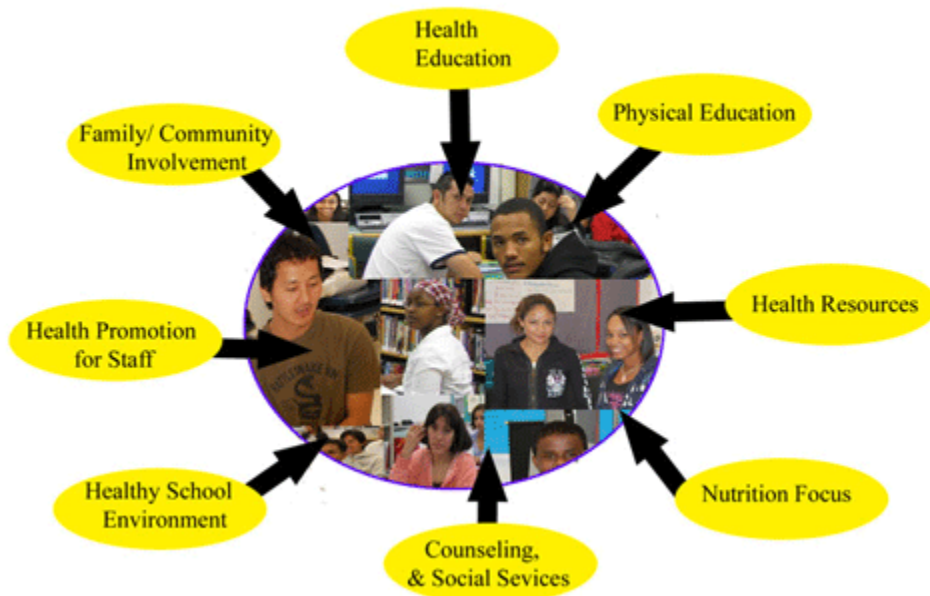 Health
Education
Physical Education
Family/ Community
Involvement
Health Resources
Health Promotion
for Staff
Nutrition Focus
Healthy School
Environment
Counseling,
& Social Sevices